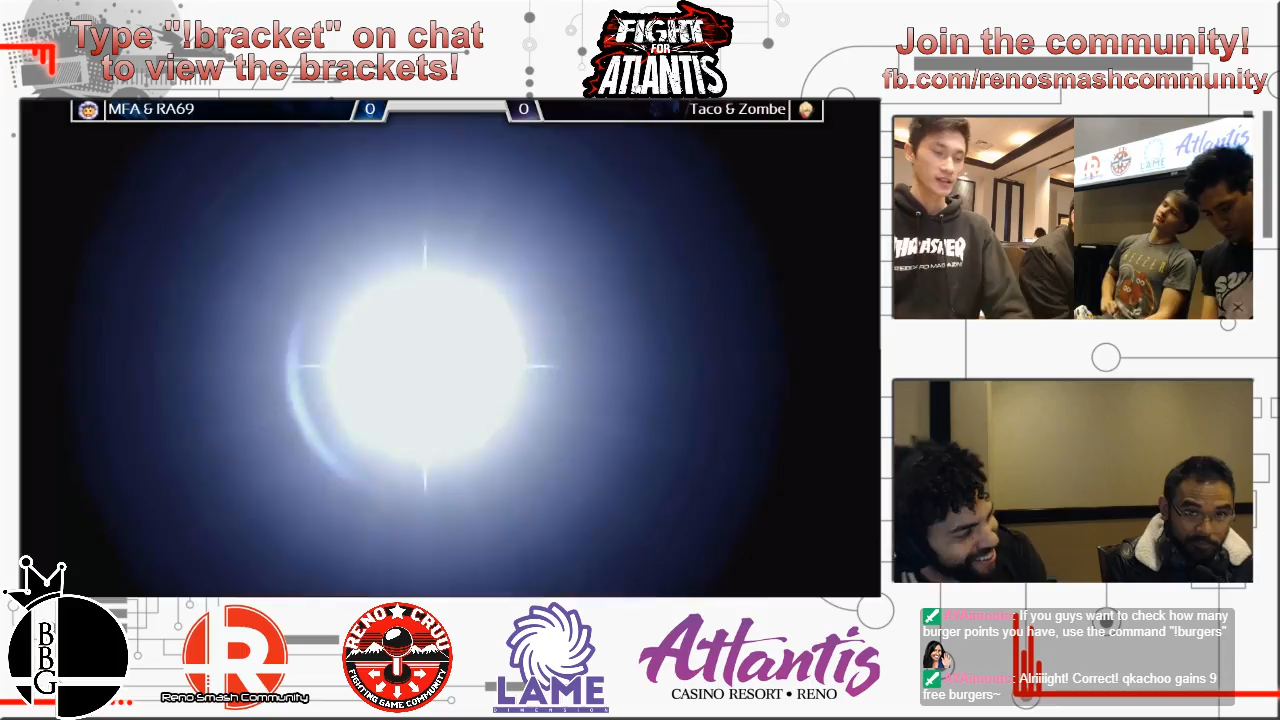 Type "!bracket" on chat
to view the brackets!
FIGHT
FOR
ATLANTIS
Join the community!
fb.com/renosmashcommunity
MFA & RA69
0
0
Taco & Zombe
THRASHER
LAME
Atlantis
WEEZER
BBG
Reno Smash Community
RENO CRUU
FIGHTING GAME COMMUNITY
LAME
DIMENSION
Atlantis
CASINO RESORT • RENO
If you guys want to check how many
burger points you have, use the command "!burgers"
Alriiiight! Correct! qkachoo gains 9
free burgers~